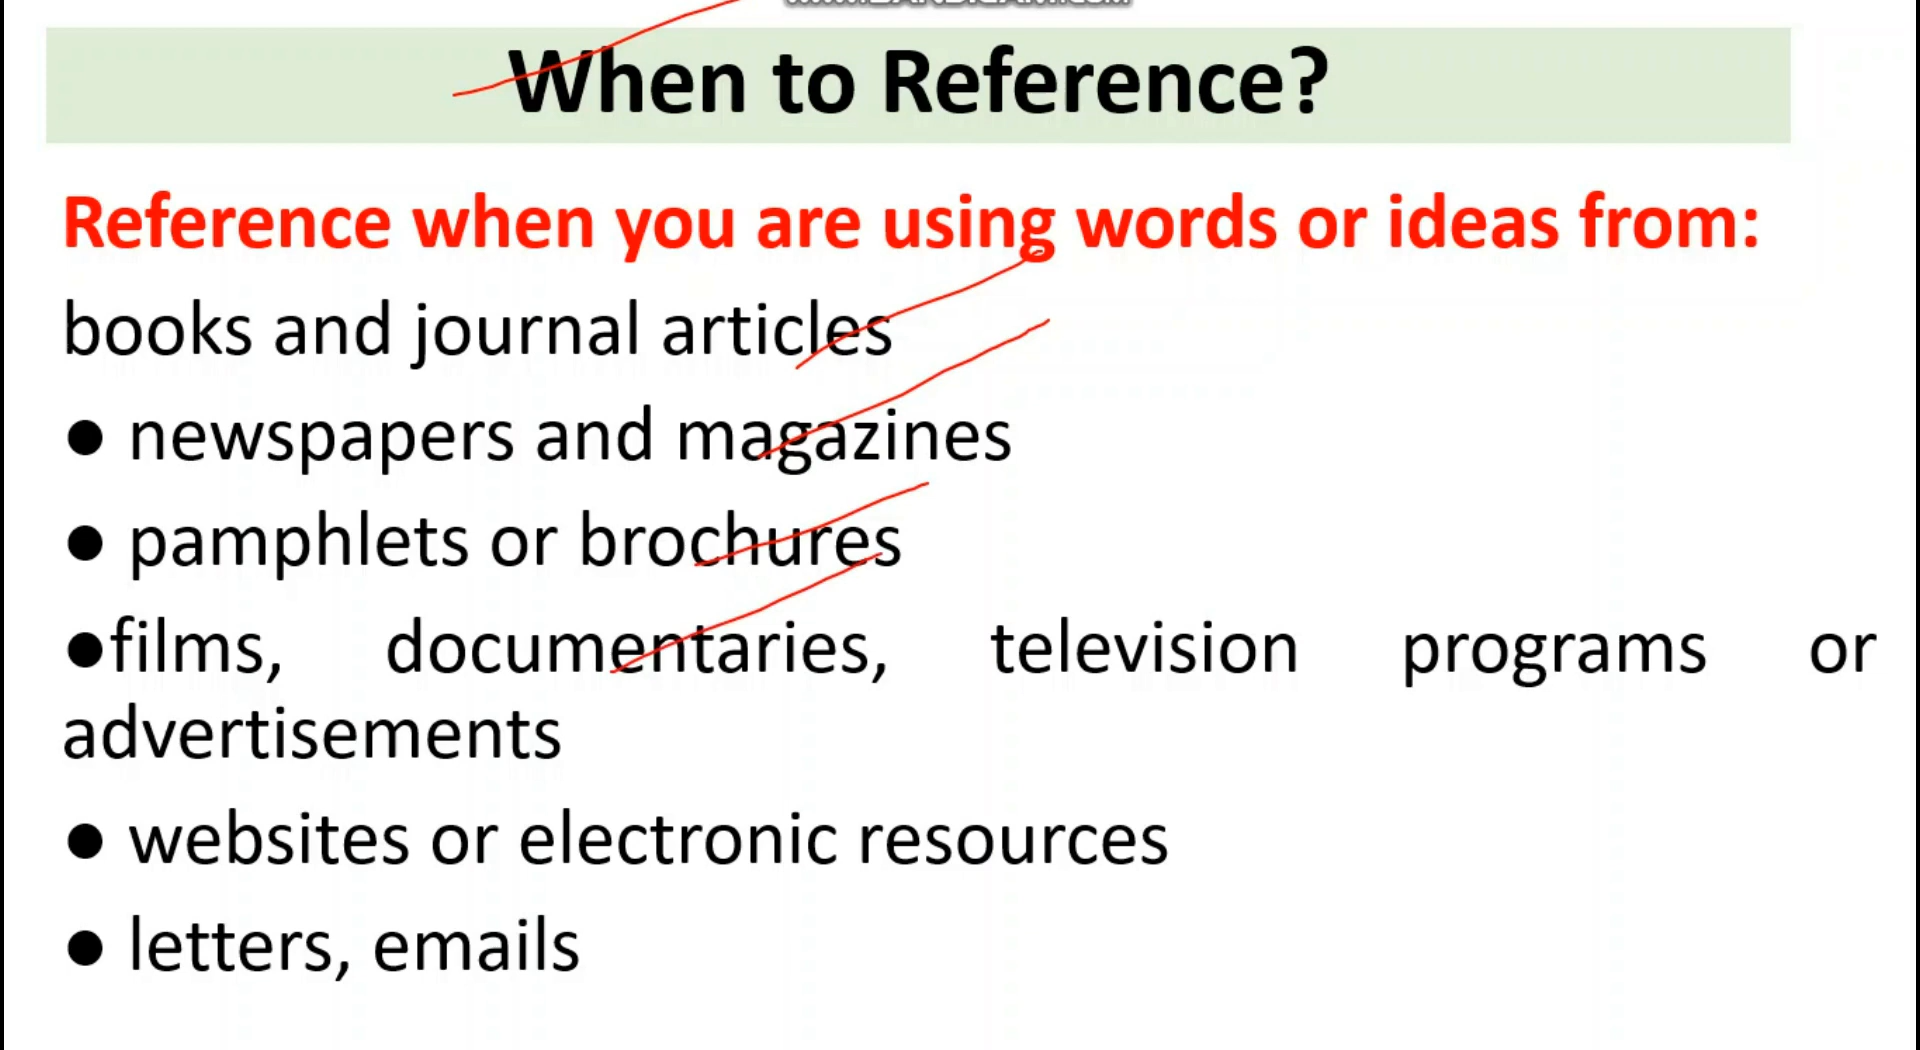 When to Reference?
Reference when you are using words or ideas from:
books and journal articles
● newspapers and magazines
● pamphlets or brochures
●films, documentaries, television programs or
advertisements
● websites or electronic resources
● letters, emails